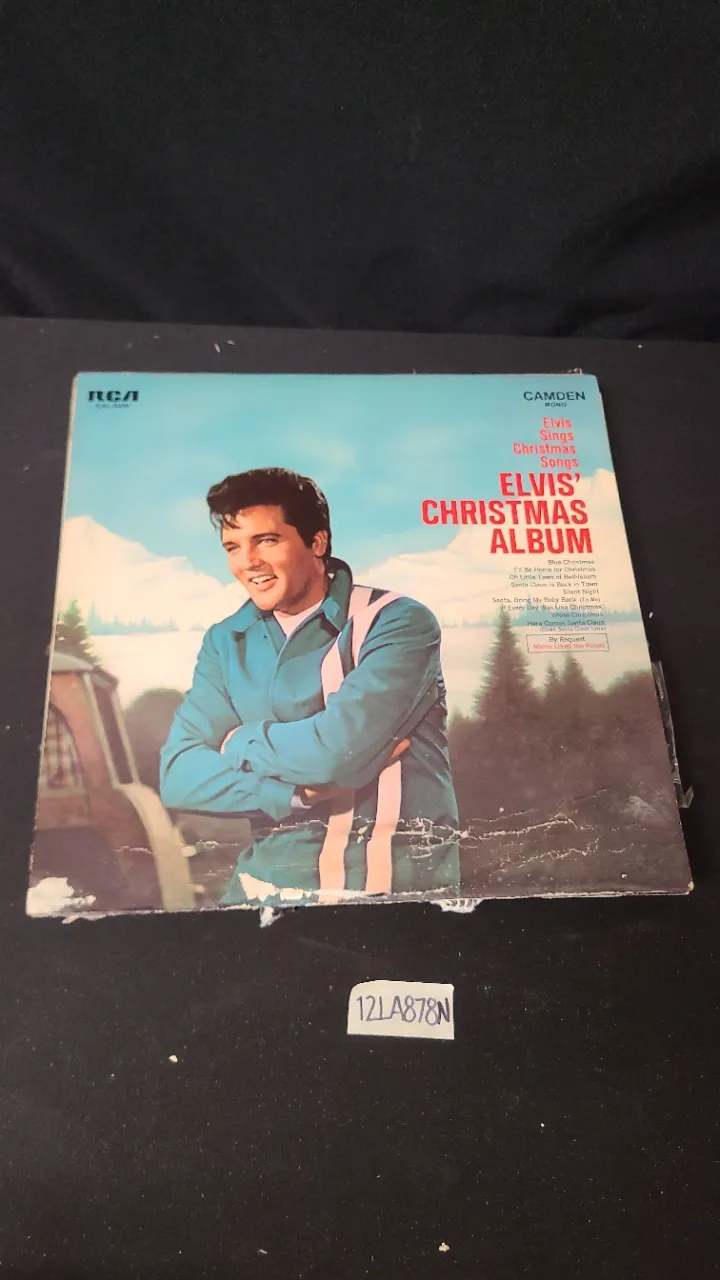 RCA
CAMDEN
MONO
Elvis
Sings
Christmas
Songs
ELVIS'
CHRISTMAS
ALBUM
Blue Christmas
I'll Be Home for Christmas
Oh Little Town of Bethlehem
Santa Claus is Back in Town
Silent Night
Santa, Bring My Baby Back (To Me)
If Every Day Was Like Christmas
White Christmas
Here Comes Santa Claus
(Down Santa Claus Lane)
By Request
Mama Liked the Roses
12LA878N